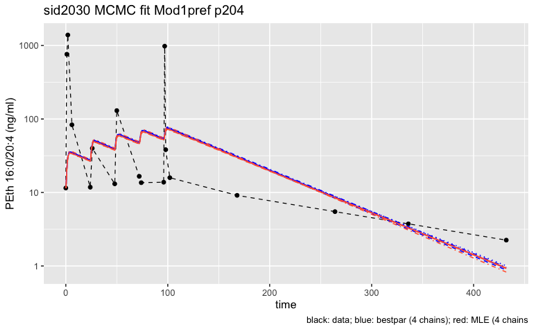 sid2030 MCMC fit Mod1pref p204
PEth 16:0/20:4 (ng/ml)
1000
100
10
1
0
100
200
300
400
time
black: data; blue: bestpar (4 chains); red: MLE (4 chains